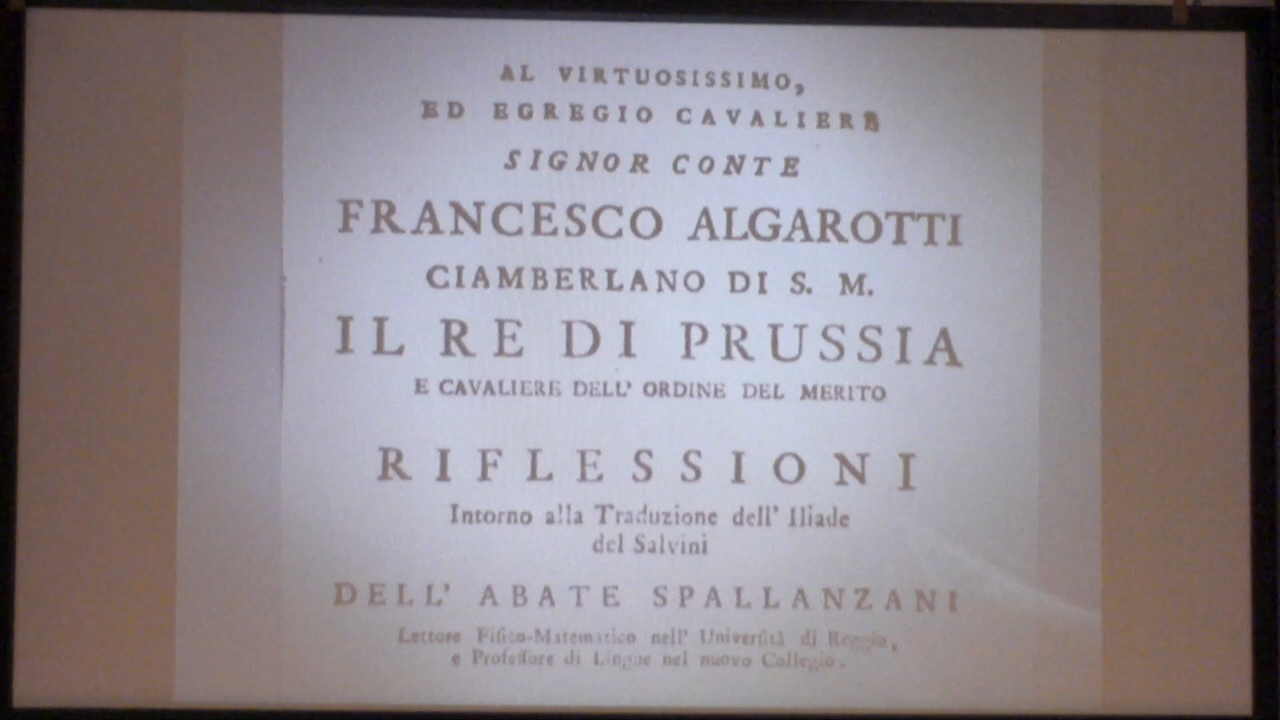 AL VIRTUOSISSIMO,
ED EGREGIO CAVALIERE
SIGNOR CONTE
FRANCESCO ALGAROTTI
CIAMBERLANO DI S. M.
IL RE DI PRUSSIA
E CAVALIERE DELL' ORDINE DEL MERITO
RIFLESSIONI
Intorno alla Traduzione dell' Iliade
del Salvini
DELL' ABATE SPALLANZANI
Lettore Fiſico-Matematico nell' Univerſità di Reggio,
e Profeſſore di Lingue nel nuovo Collegio.